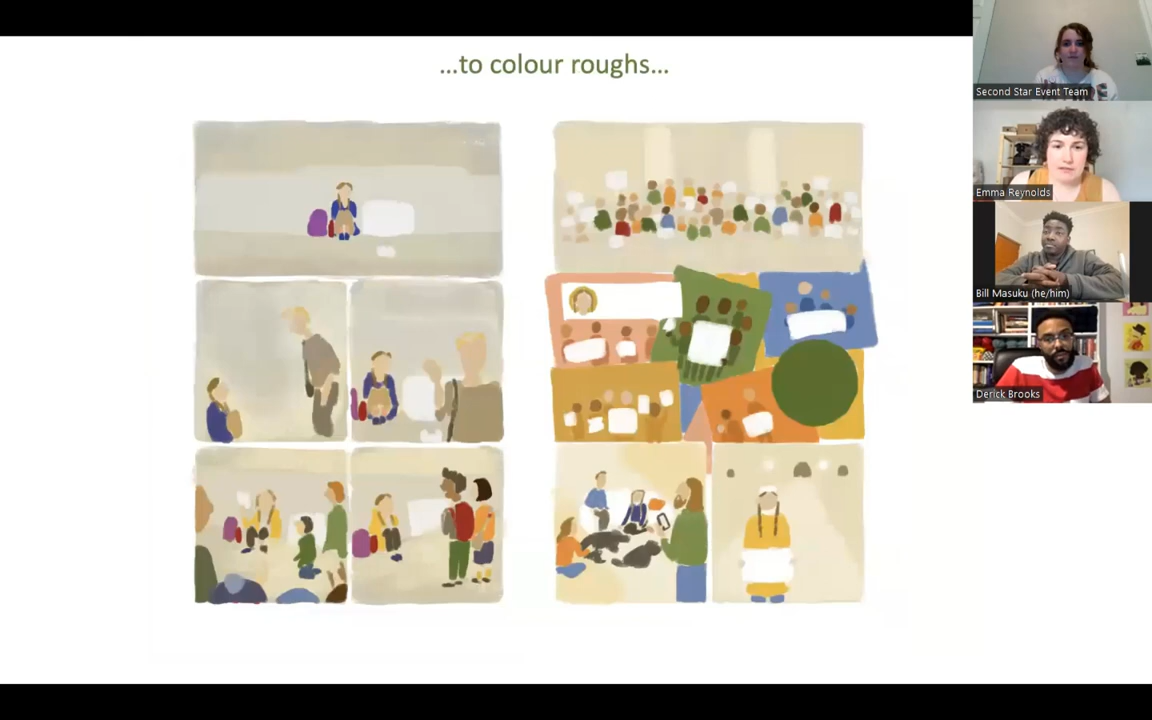 ...to colour roughs...
Second Star Event Team
Emma Reynolds
Bill Masuku (he/him)
Derick Brooks